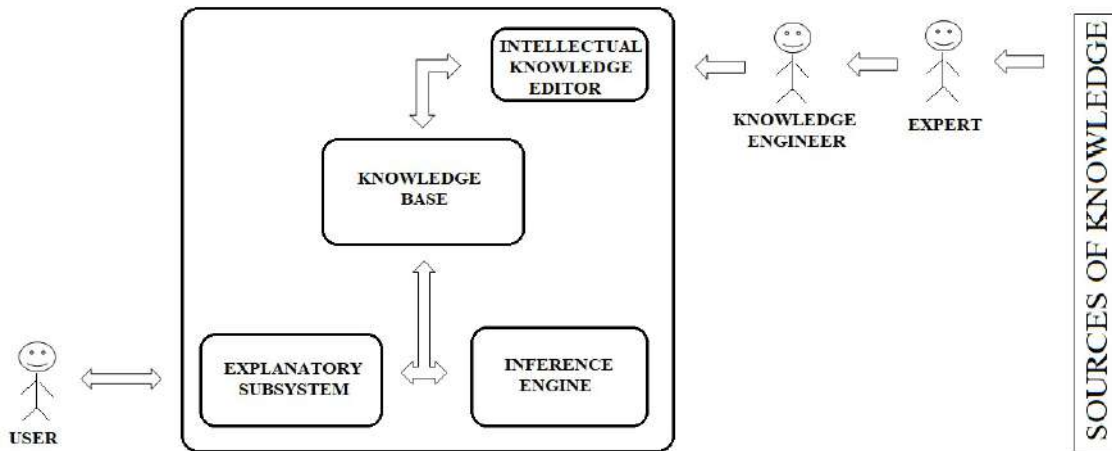 INTELLECTUAL
KNOWLEDGE
EDITOR
KNOWLEDGE
ENGINEER
EXPERT
SOURCES OF KNOWLEDGE
KNOWLEDGE
BASE
EXPLANATORY
SUBSYSTEM
INFERENCE
ENGINE
USER